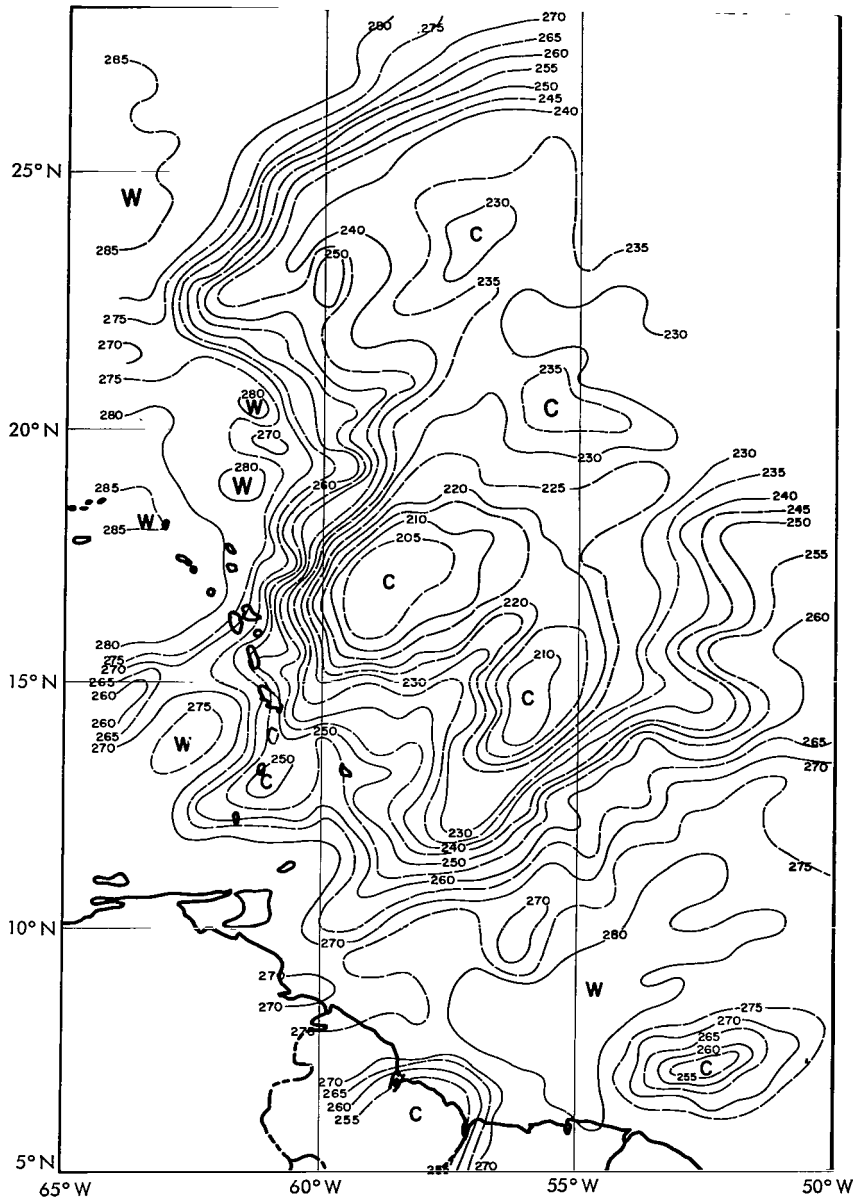 280 275 270
265
285 260
255
250
245
240
25° N
W
230
240 C
285 250 235
235
275
230
270
275
235
280 C
280 W
20° N
270 230
230
280 235
260 220 225
285 W 240
210 245
W 250
285 205
255
C
220 260
280
275 210
270
15° N 265 230
260 275 C
260
265 W 250 265
270 250
C 270
230
240
250
260 275
270
10° N 280
270
270 W
270 275
275 270
265
260
270 C
265 255
260
255 C
5° N 255 270
65° W 60° W 55° W 50° W